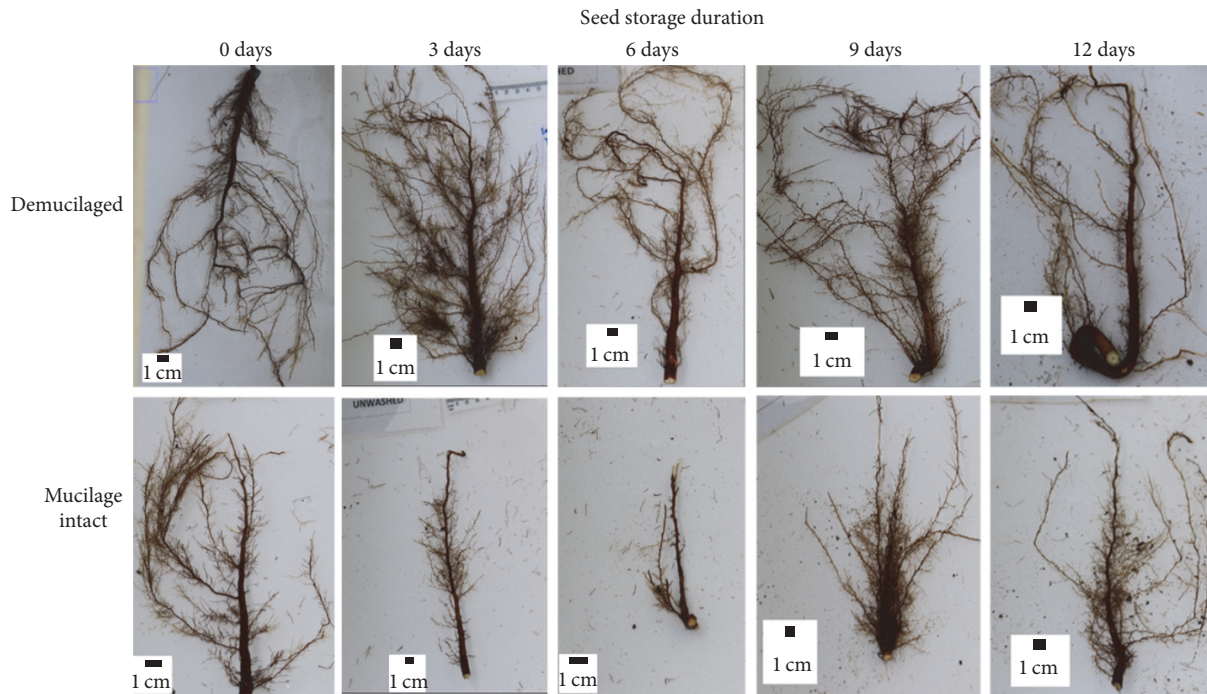 Seed storage duration
0 days 3 days 6 days 9 days 12 days
Demucilaged
1 cm 1 cm 1 cm 1 cm 1 cm
UNWASHED
Mucilage
intact
1 cm 1 cm 1 cm 1 cm 1 cm